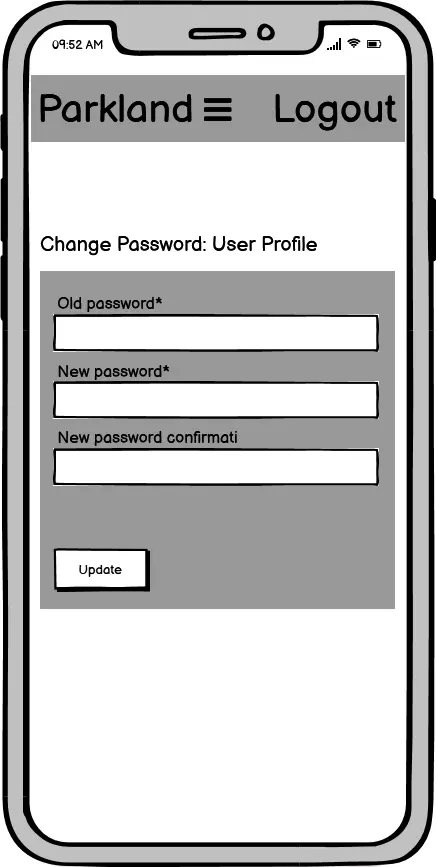 09:52 AM
Parkland Logout
Change Password: User Profile
Old password*
New password*
New password confirmati
Update